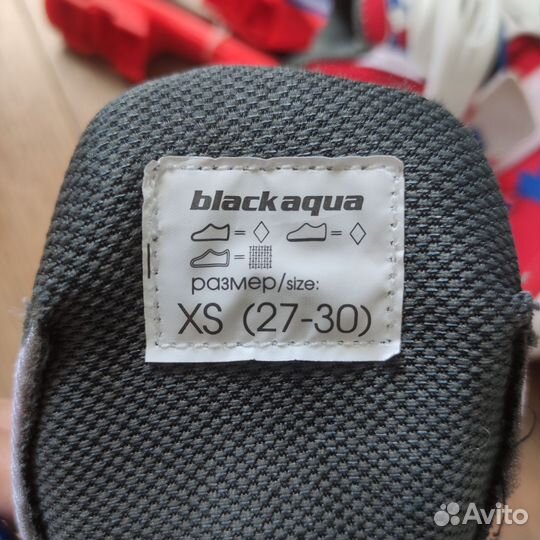 blackaqua
= ◇ = ◇
=
размер/size:
XS (27-30)
Avito